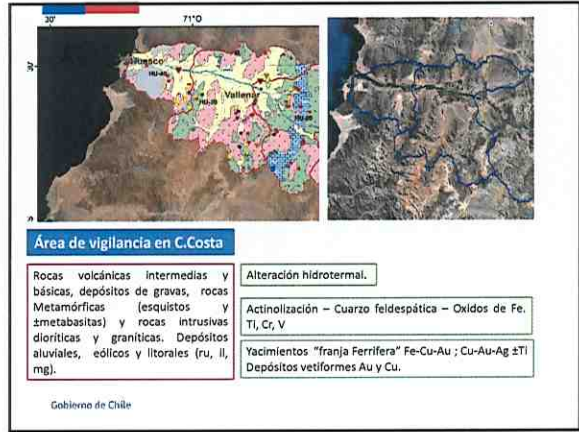 30'
71°O
Huasco
HU-
Vallenar
HU-
Área de vigilancia en C.Costa
Rocas volcánicas intermedias y
básicas, depósitos de gravas, rocas
Metamórficas (esquistos y
±metabasitas) y rocas intrusivas
dioríticas y graníticas. Depósitos
aluviales, eólicos y litorales (ru, il,
mg).
Alteración hidrotermal.
Actinolización – Cuarzo feldespática – Oxidos de Fe.
Ti, Cr, V
Yacimientos "franja Ferrifera" Fe-Cu-Au ; Cu-Au-Ag ±Ti
Depósitos vetiformes Au y Cu.
Gobierno de Chile